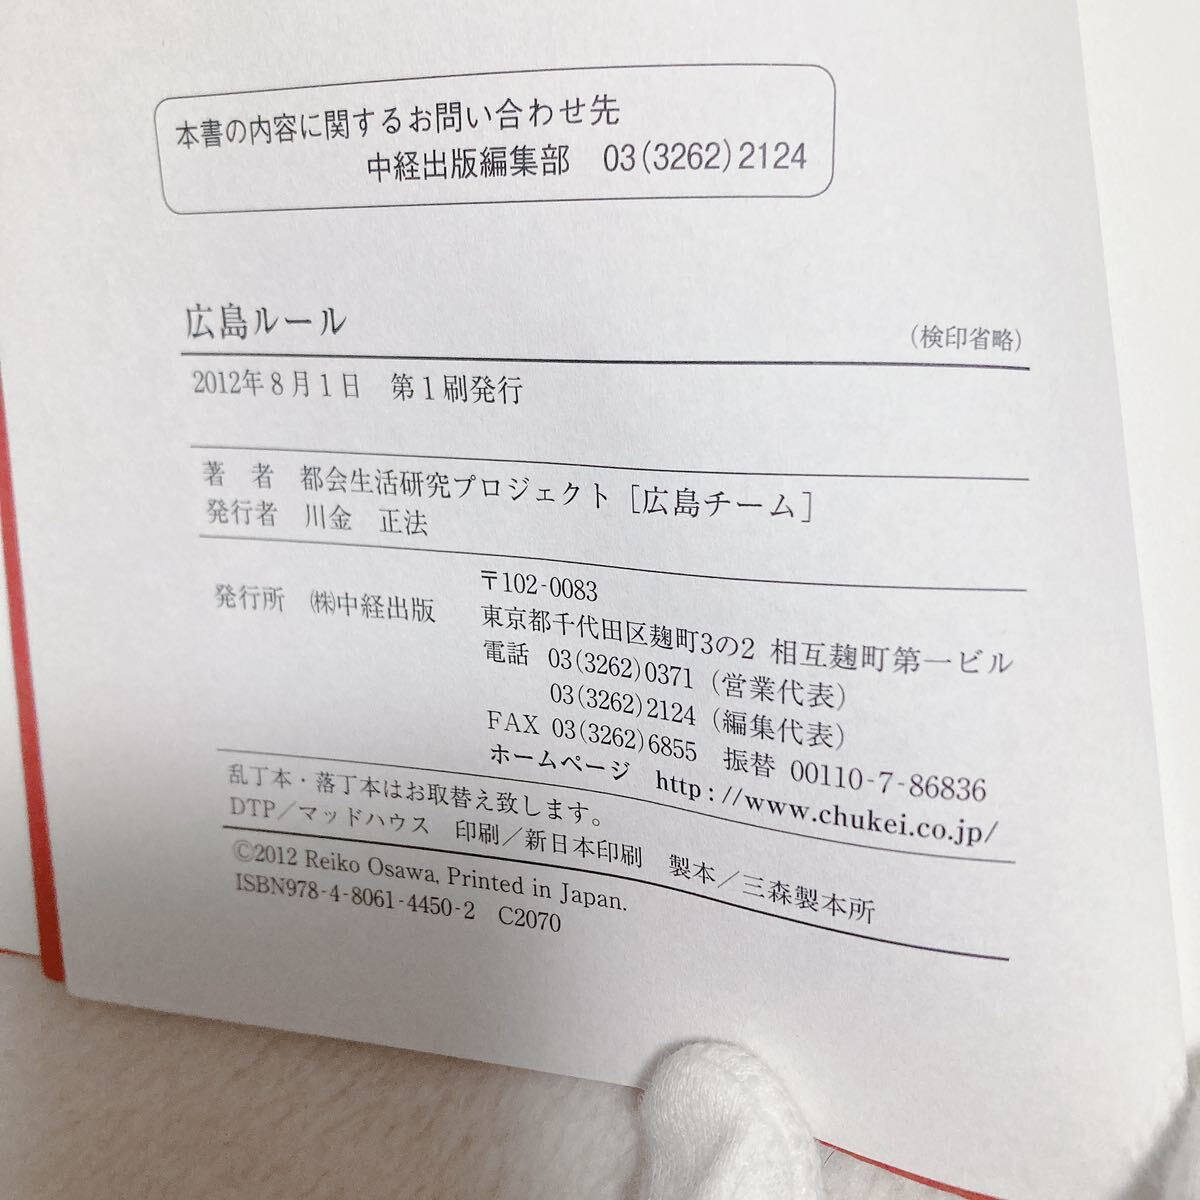 本書の内容に関するお問い合わせ先
中経出版編集部 03(3262)2124
広島ルール (検印省略)
2012年8月1日 第1刷発行
著 者 都会生活研究プロジェクト[広島チーム]
発行者 川金 正法
発行所 ㈱中経出版
〒102-0083
東京都千代田区麹町3の2 相互麹町第一ビル
電話 03(3262)0371(営業代表)
03(3262)2124(編集代表)
FAX 03(3262)6855 振替 00110-7-86836
ホームページ http://www.chukei.co.jp/
乱丁本・落丁本はお取替え致します。
DTP/マッドハウス 印刷/新日本印刷 製本/三森製本所
©2012 Reiko Osawa, Printed in Japan.
ISBN978-4-8061-4450-2 C2070